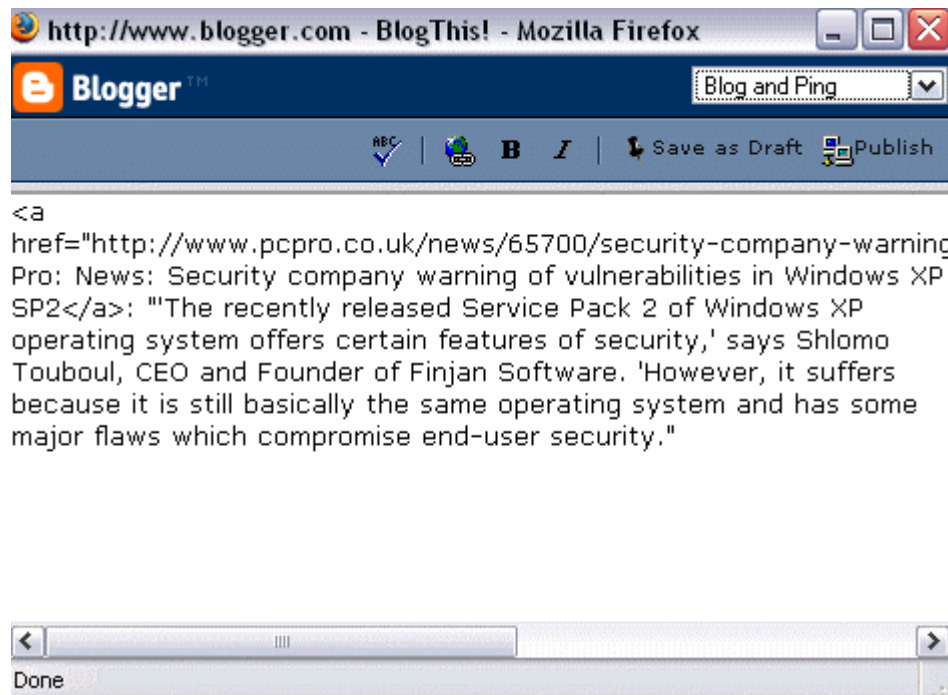 http://www.blogger.com - BlogThis! - Mozilla Firefox
Blogger™
Blog and Ping
ABC | B I | Save as Draft Publish
<a
href="http://www.pcpro.co.uk/news/65700/security-company-warning
Pro: News: Security company warning of vulnerabilities in Windows XP
SP2</a>: "'The recently released Service Pack 2 of Windows XP
operating system offers certain features of security,' says Shlomo
Touboul, CEO and Founder of Finjan Software. 'However, it suffers
because it is still basically the same operating system and has some
major flaws which compromise end-user security."
Done